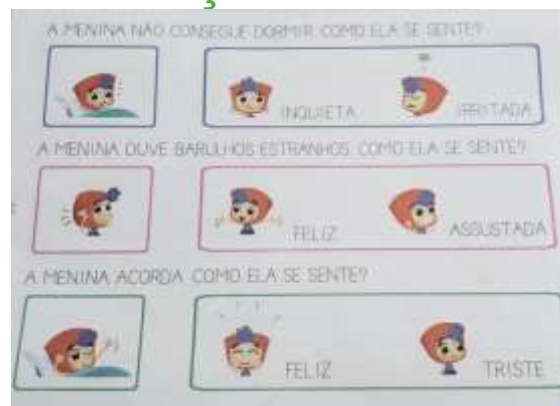 A MENINA NÃO CONSEGUE DORMIR. COMO ELA SE SENTE?
INQUIETA IRRITADA
A MENINA OUVE BARULHOS ESTRANHOS. COMO ELA SE SENTE?
FELIZ ASSUSTADA
A MENINA ACORDA. COMO ELA SE SENTE?
FELIZ TRISTE